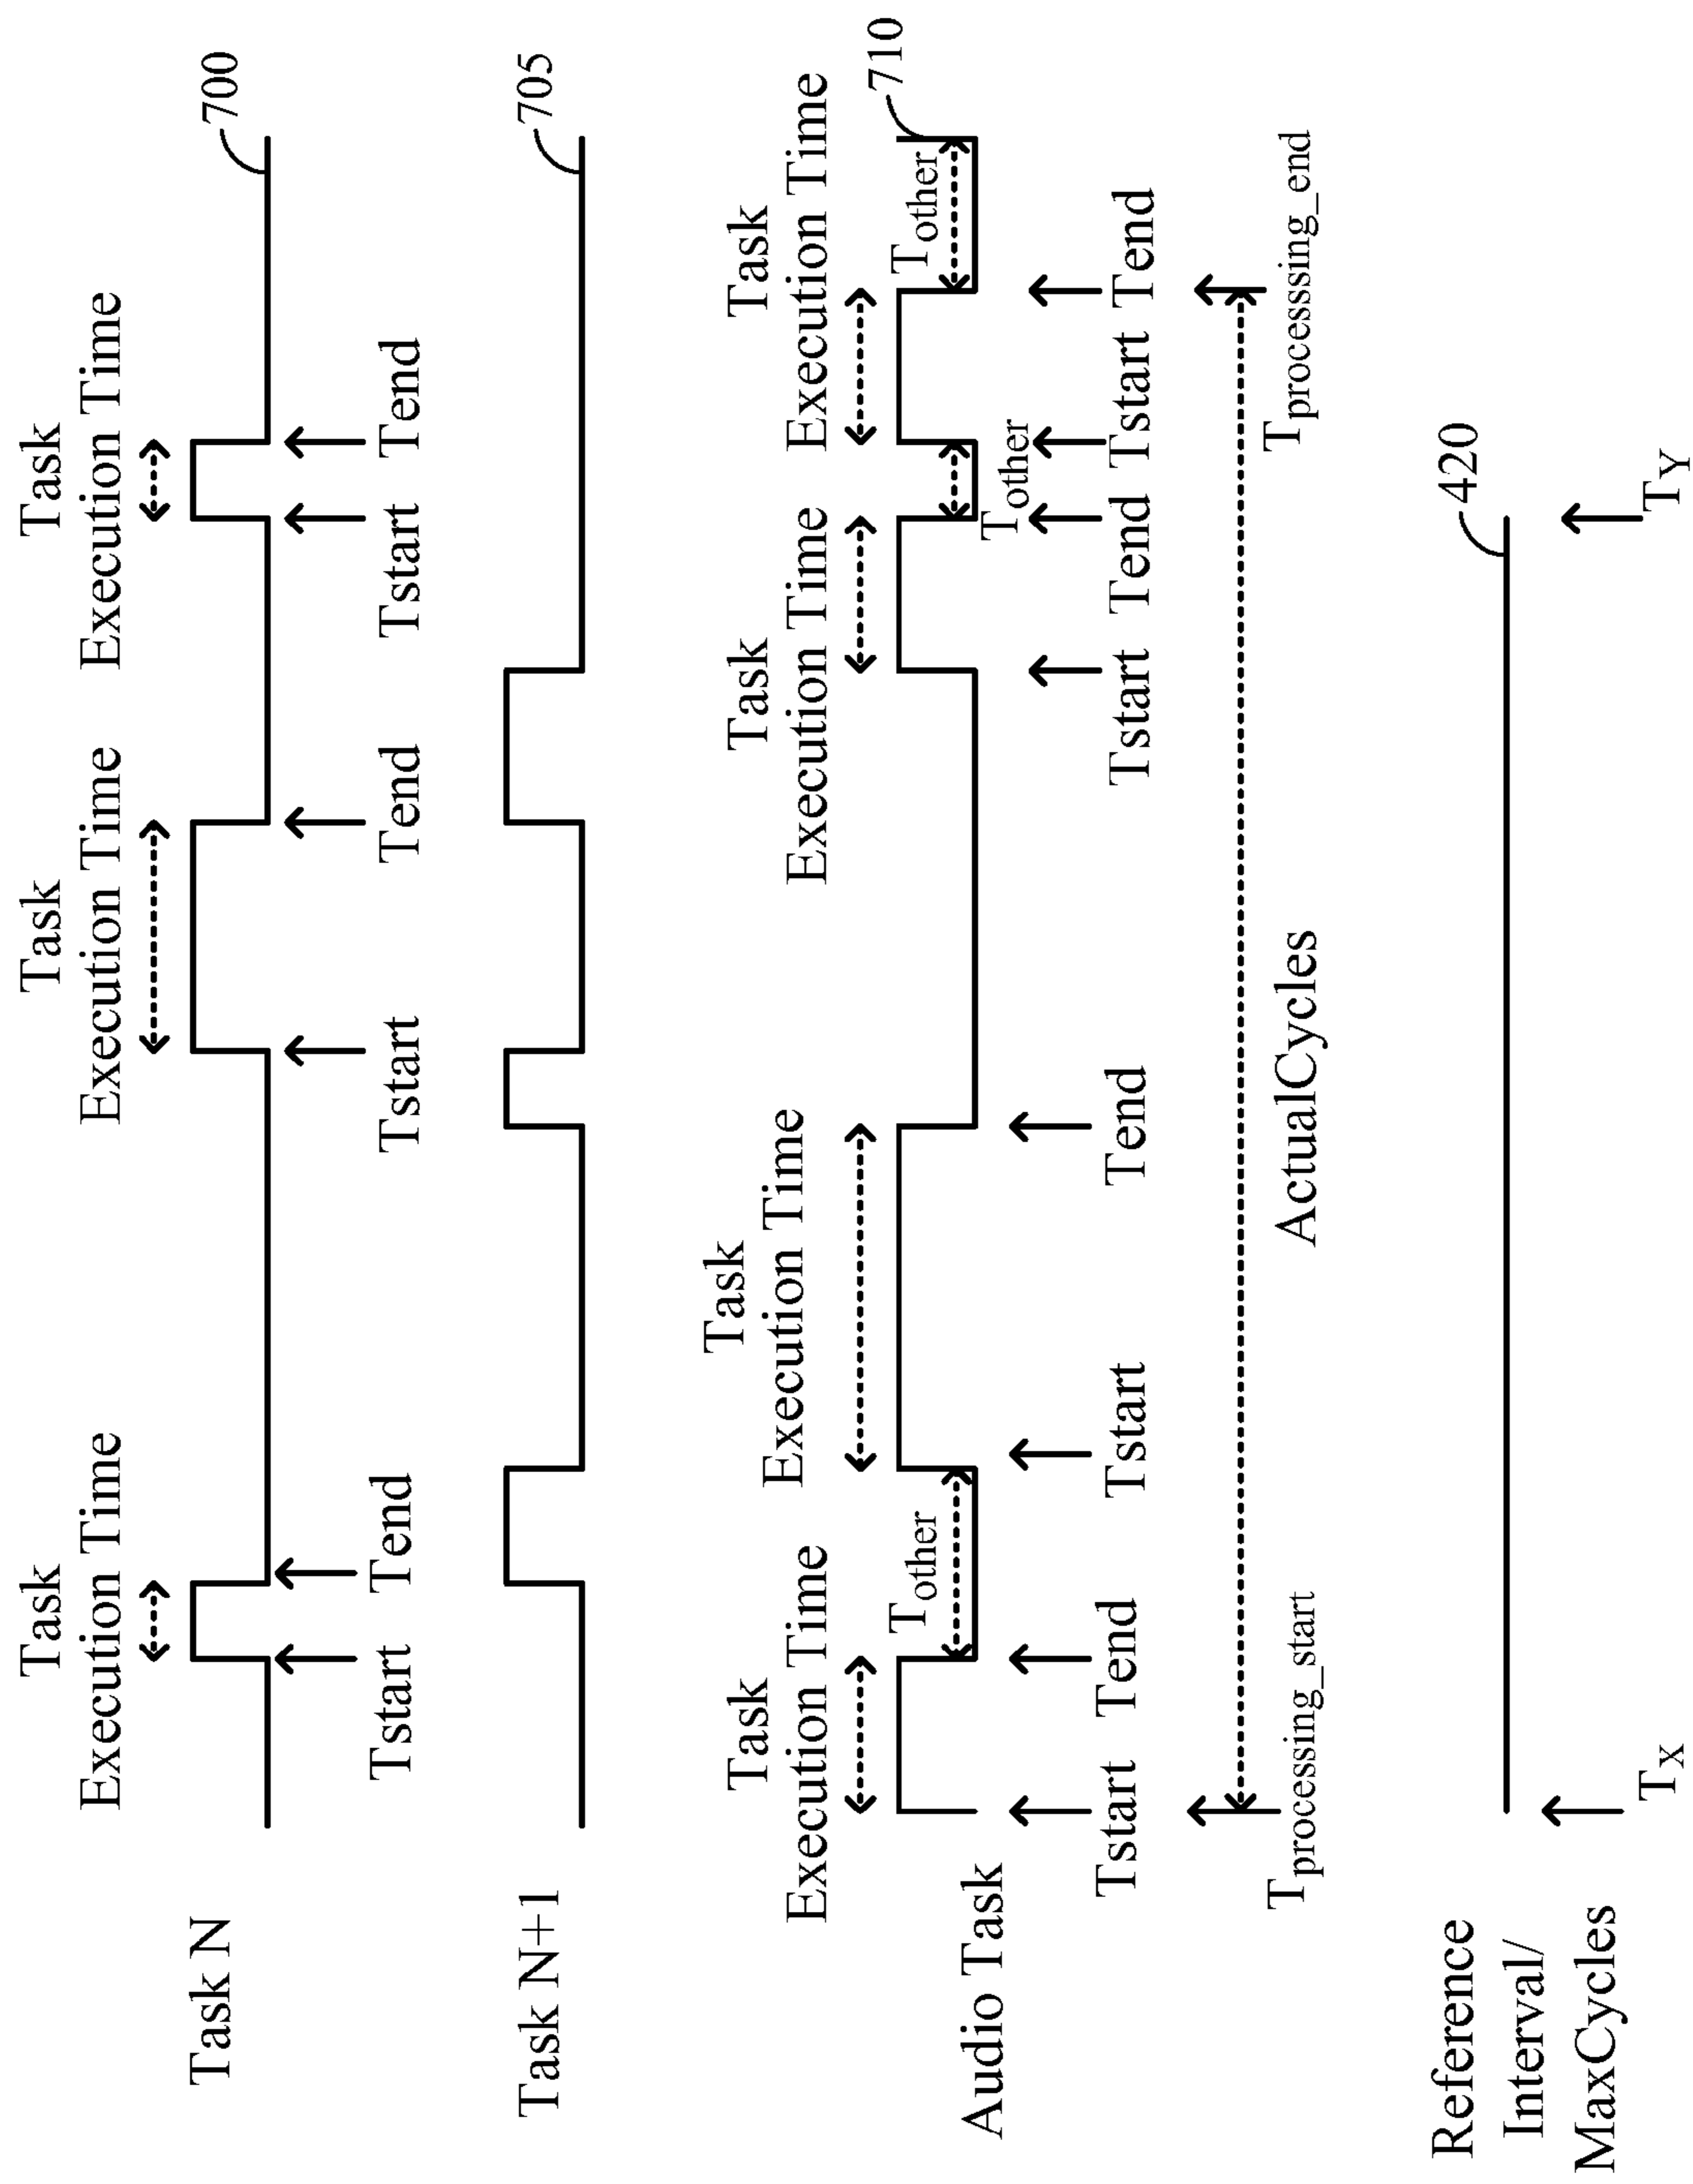 Task
Execution Time
Task
Execution Time
Task
Execution Time
700
Task N
Tstart
Tend
Tstart
Tend
Tstart
Tend
705
Task N+1
Task
Execution Time
Task
Execution Time
Task
Execution Time
Task
Execution Time
710
Tother
Tother
Tother
Audio Task
Tstart
Tend
Tstart
Tend
Tstart
Tend
Tstart
Tend
Tprocessing_start
ActualCycles
Tprocessing_end
Reference
Interval/
MaxCycles
420
TX
TY